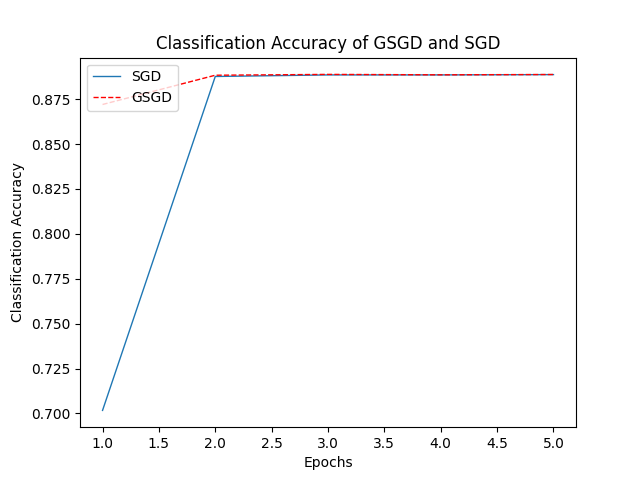 Classification Accuracy of GSGD and SGD
SGD
GSGD
0.875
0.850
0.825
0.800
0.775
0.750
0.725
0.700
Classification Accuracy
1.0 1.5 2.0 2.5 3.0 3.5 4.0 4.5 5.0
Epochs